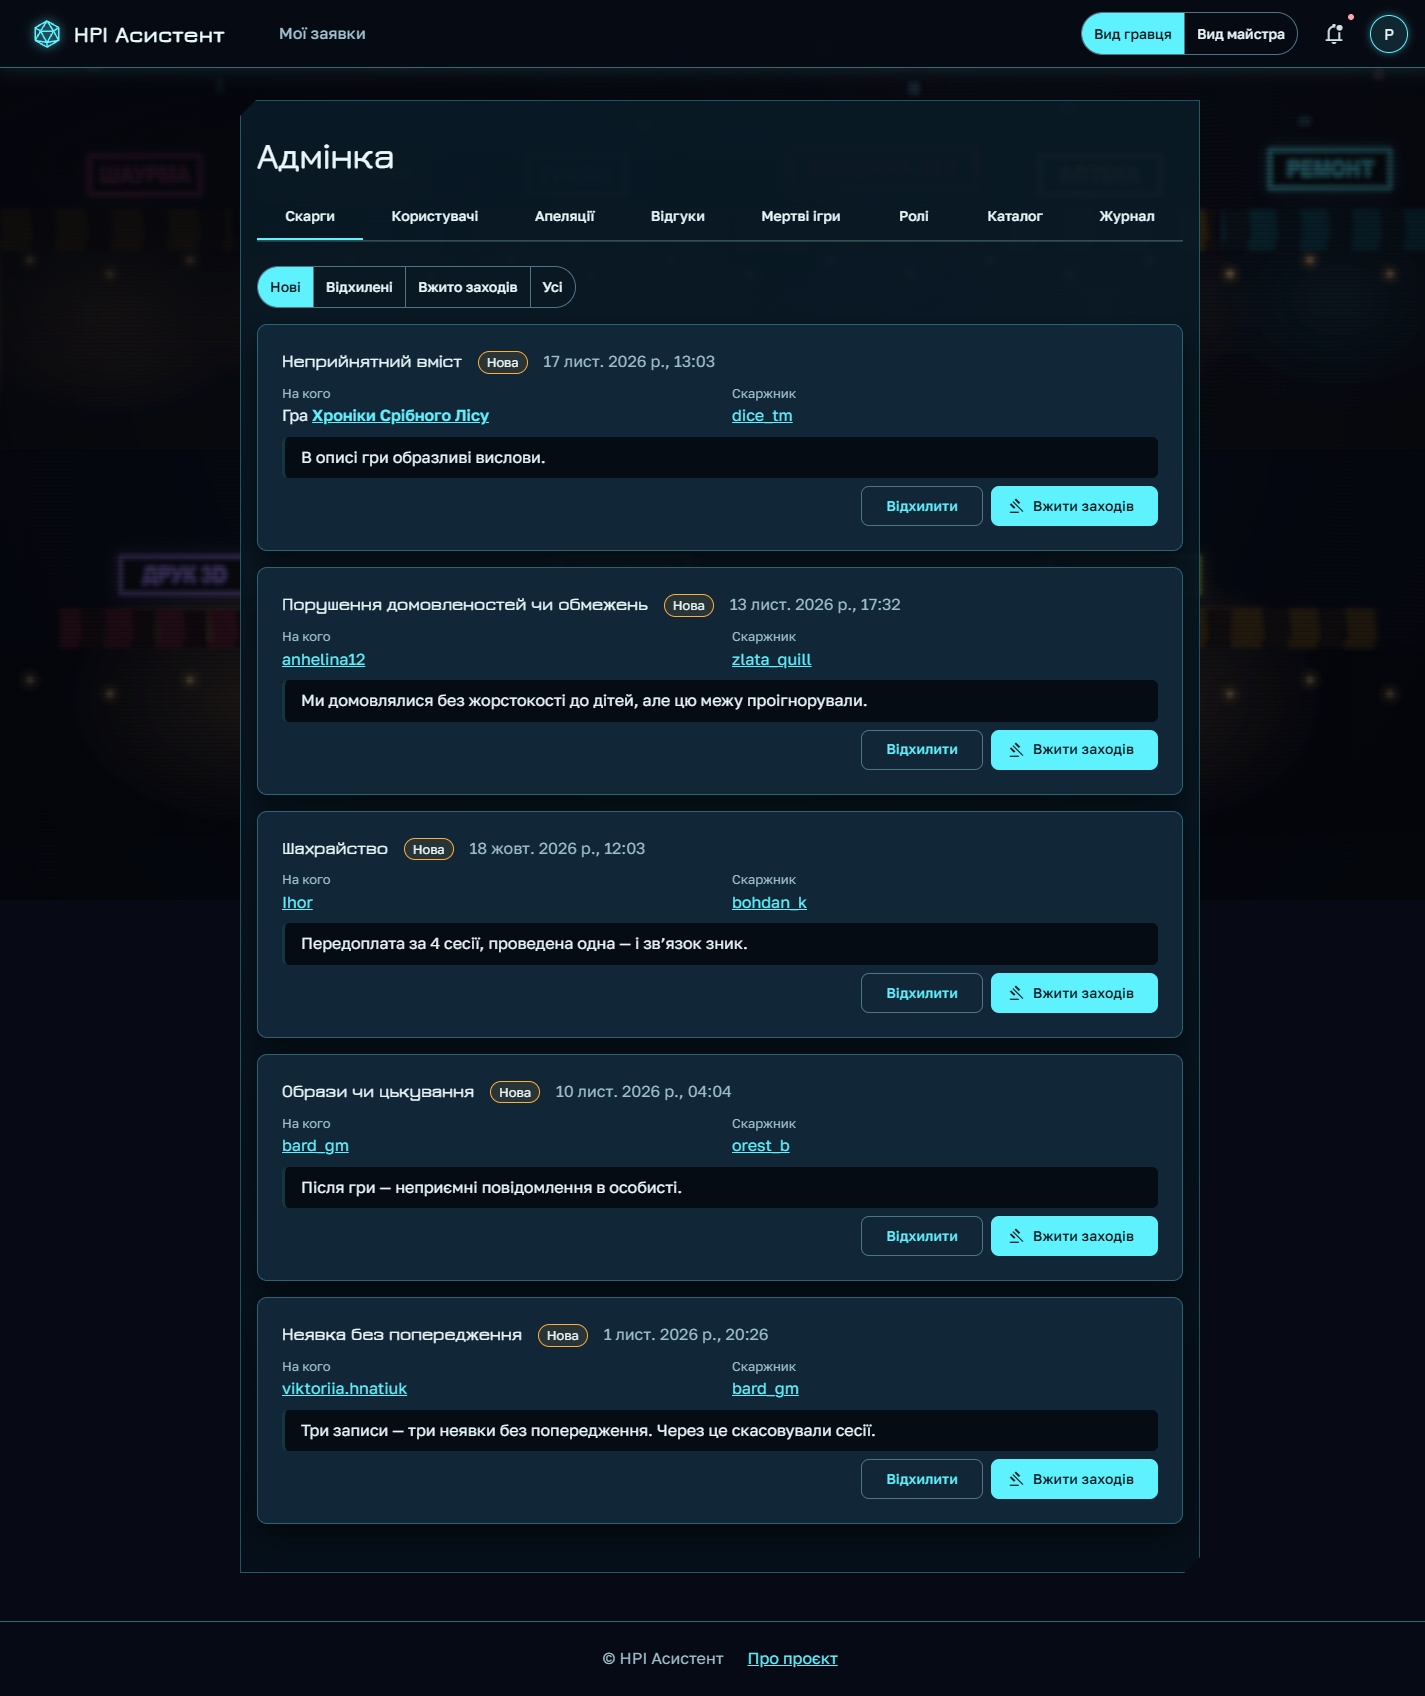 НРІ Асистент
Мої заявки
Вид гравця
Вид майстра
Р
ШАУРМА
РЕМОНТ
ДРУК 3D
Адмінка
Скарги
Користувачі
Апеляції
Відгуки
Мертві ігри
Ролі
Каталог
Журнал
Нові
Відхилені
Вжито заходів
Усі
Неприйнятний вміст Нова 17 лист. 2026 р., 13:03
На кого Скаржник
Гра Хроніки Срібного Лісу dice_tm
В описі гри образливі вислови.
Відхилити Вжити заходів
Порушення домовленостей чи обмежень Нова 13 лист. 2026 р., 17:32
На кого Скаржник
anhelina12 zlata_quill
Ми домовлялися без жорстокості до дітей, але цю межу проігнорували.
Відхилити Вжити заходів
Шахрайство Нова 18 жовт. 2026 р., 12:03
На кого Скаржник
Ihor bohdan_k
Передоплата за 4 сесії, проведена одна — і зв’язок зник.
Відхилити Вжити заходів
Образи чи цькування Нова 10 лист. 2026 р., 04:04
На кого Скаржник
bard_gm orest_b
Після гри — неприємні повідомлення в особисті.
Відхилити Вжити заходів
Неявка без попередження Нова 1 лист. 2026 р., 20:26
На кого Скаржник
viktoriia.hnatiuk bard_gm
Три записи — три неявки без попередження. Через це скасовували сесії.
Відхилити Вжити заходів
© НРІ Асистент Про проєкт